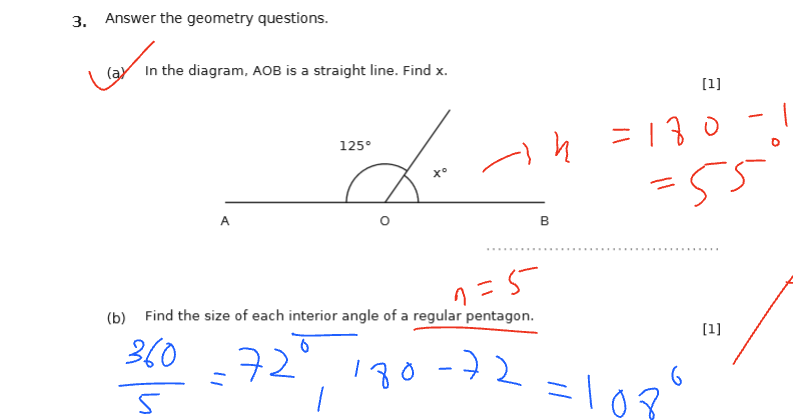 3. Answer the geometry questions.
(a) In the diagram, AOB is a straight line. Find x.
[1]
125°
x°
A O B
= 180 - 1
= 55°
n = 5
(b) Find the size of each interior angle of a regular pentagon.
[1]
360
5
= 72°, 180 - 72 = 108°